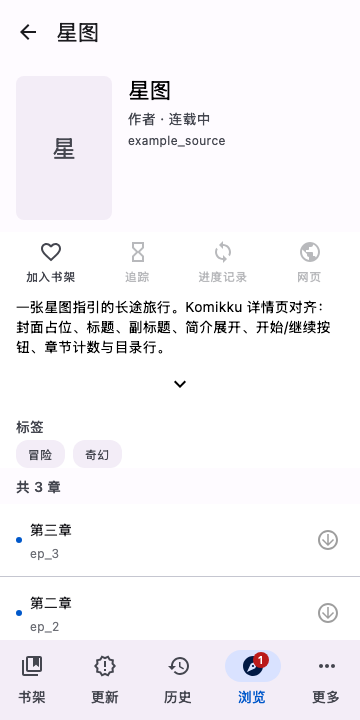 星图
星
星图
作者 · 连载中
example_source
加入书架
追踪
进度记录
网页
一张星图指引的长途旅行。Komikku 详情页对齐：
封面占位、标题、副标题、简介展开、开始/继续按
钮、章节计数与目录行。
标签
冒险
奇幻
共 3 章
第三章
ep_3
第二章
ep_2
1
书架
更新
历史
浏览
更多